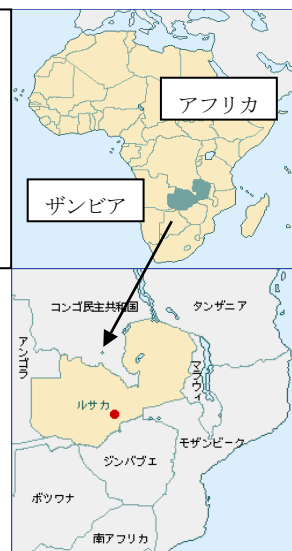 アフリカ
ザンビア
コンゴ民主共和国
タンザニア
アンゴラ
マラウィ
ルサカ
モザンビーク
ジンバブエ
ボツワナ
南アフリカ